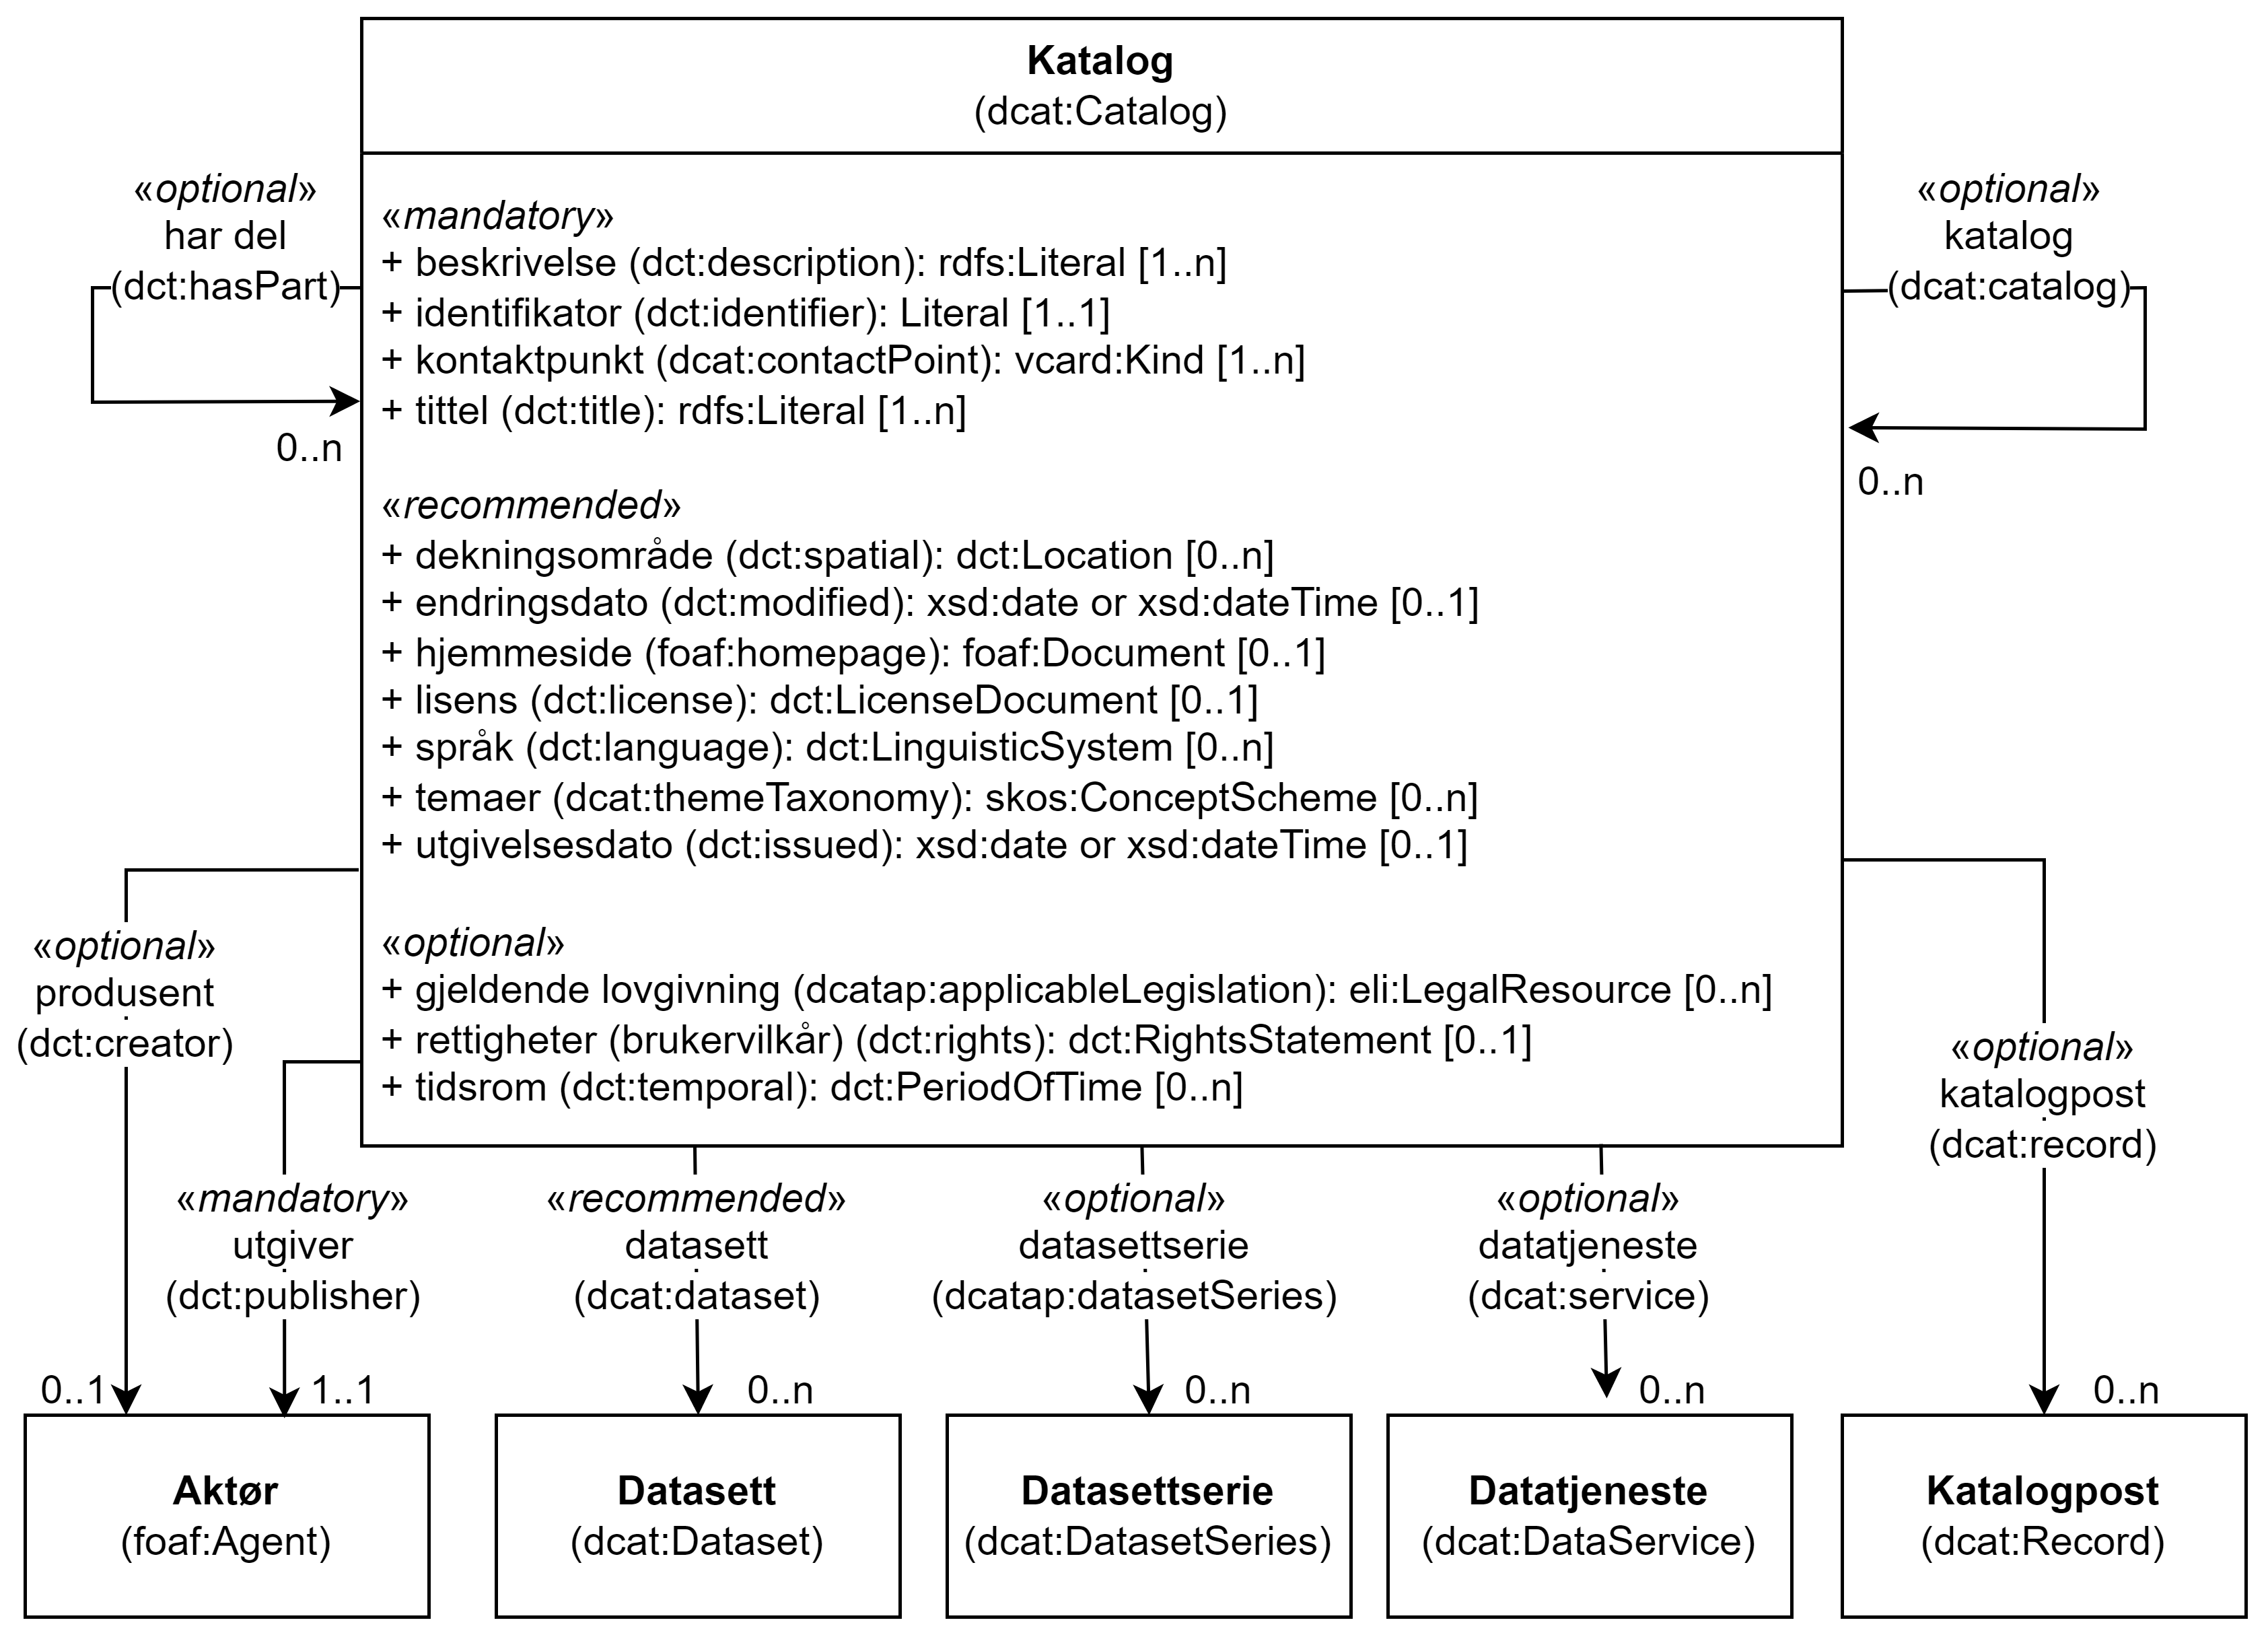 Katalog
(dcat:Catalog)
«optional»
har del
(dct:hasPart)
0..n
«mandatory»
+ beskrivelse (dct:description): rdfs:Literal [1..n]
+ identifikator (dct:identifier): Literal [1..1]
+ kontaktpunkt (dcat:contactPoint): vcard:Kind [1..n]
+ tittel (dct:title): rdfs:Literal [1..n]
«recommended»
+ dekningsområde (dct:spatial): dct:Location [0..n]
+ endringsdato (dct:modified): xsd:date or xsd:dateTime [0..1]
+ hjemmeside (foaf:homepage): foaf:Document [0..1]
+ lisens (dct:license): dct:LicenseDocument [0..1]
+ språk (dct:language): dct:LinguisticSystem [0..n]
+ temaer (dcat:themeTaxonomy): skos:ConceptScheme [0..n]
+ utgivelsesdato (dct:issued): xsd:date or xsd:dateTime [0..1]
«optional»
+ gjeldende lovgivning (dcatap:applicableLegislation): eli:LegalResource [0..n]
+ rettigheter (brukervilkår) (dct:rights): dct:RightsStatement [0..1]
+ tidsrom (dct:temporal): dct:PeriodOfTime [0..n]
«optional»
katalog
(dcat:catalog)
0..n
«optional»
produsent
(dct:creator)
0..1
«mandatory»
utgiver
(dct:publisher)
1..1
«recommended»
datasett
(dcat:dataset)
0..n
«optional»
datasettserie
(dcatap:datasetSeries)
0..n
«optional»
datatjeneste
(dcat:service)
0..n
«optional»
katalogpost
(dcat:record)
0..n
Aktør
(foaf:Agent)
Datasett
(dcat:Dataset)
Datasettserie
(dcat:DatasetSeries)
Datatjeneste
(dcat:DataService)
Katalogpost
(dcat:Record)